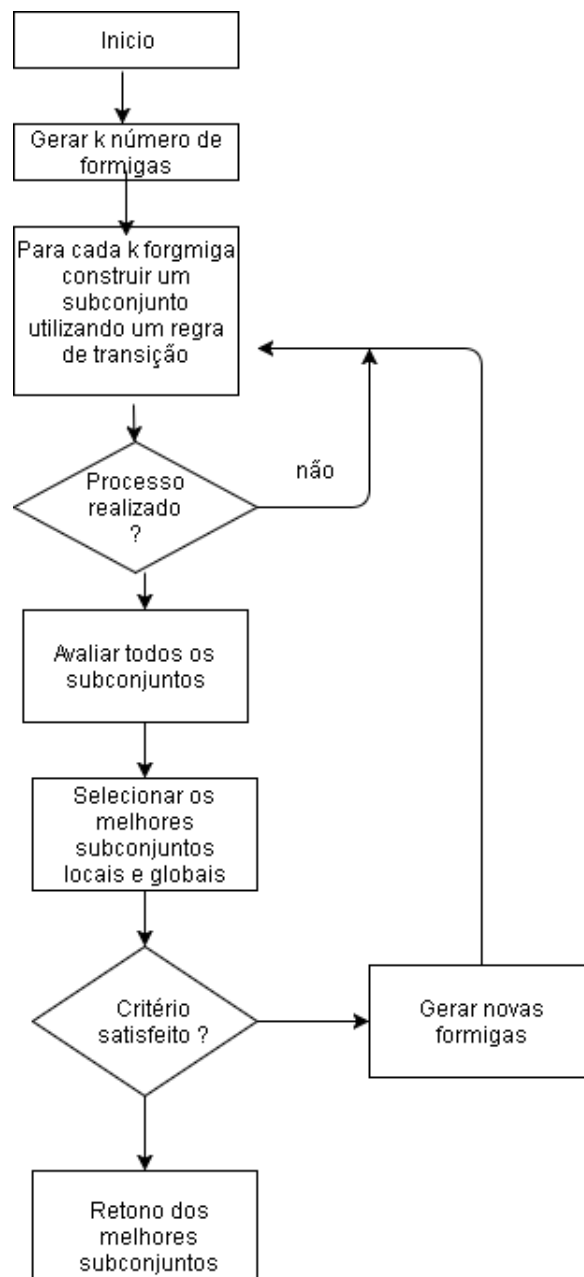 Inicio
Gerar k número de
formigas
Para cada k forgmiga
construir um
subconjunto
utilizando um regra
de transição
Processo
realizado
?
não
Avaliar todos os
subconjuntos
Selecionar os
melhores
subconjuntos
locais e globais
Critério
satisfeito ?
Gerar novas
formigas
Retono dos
melhores
subconjuntos